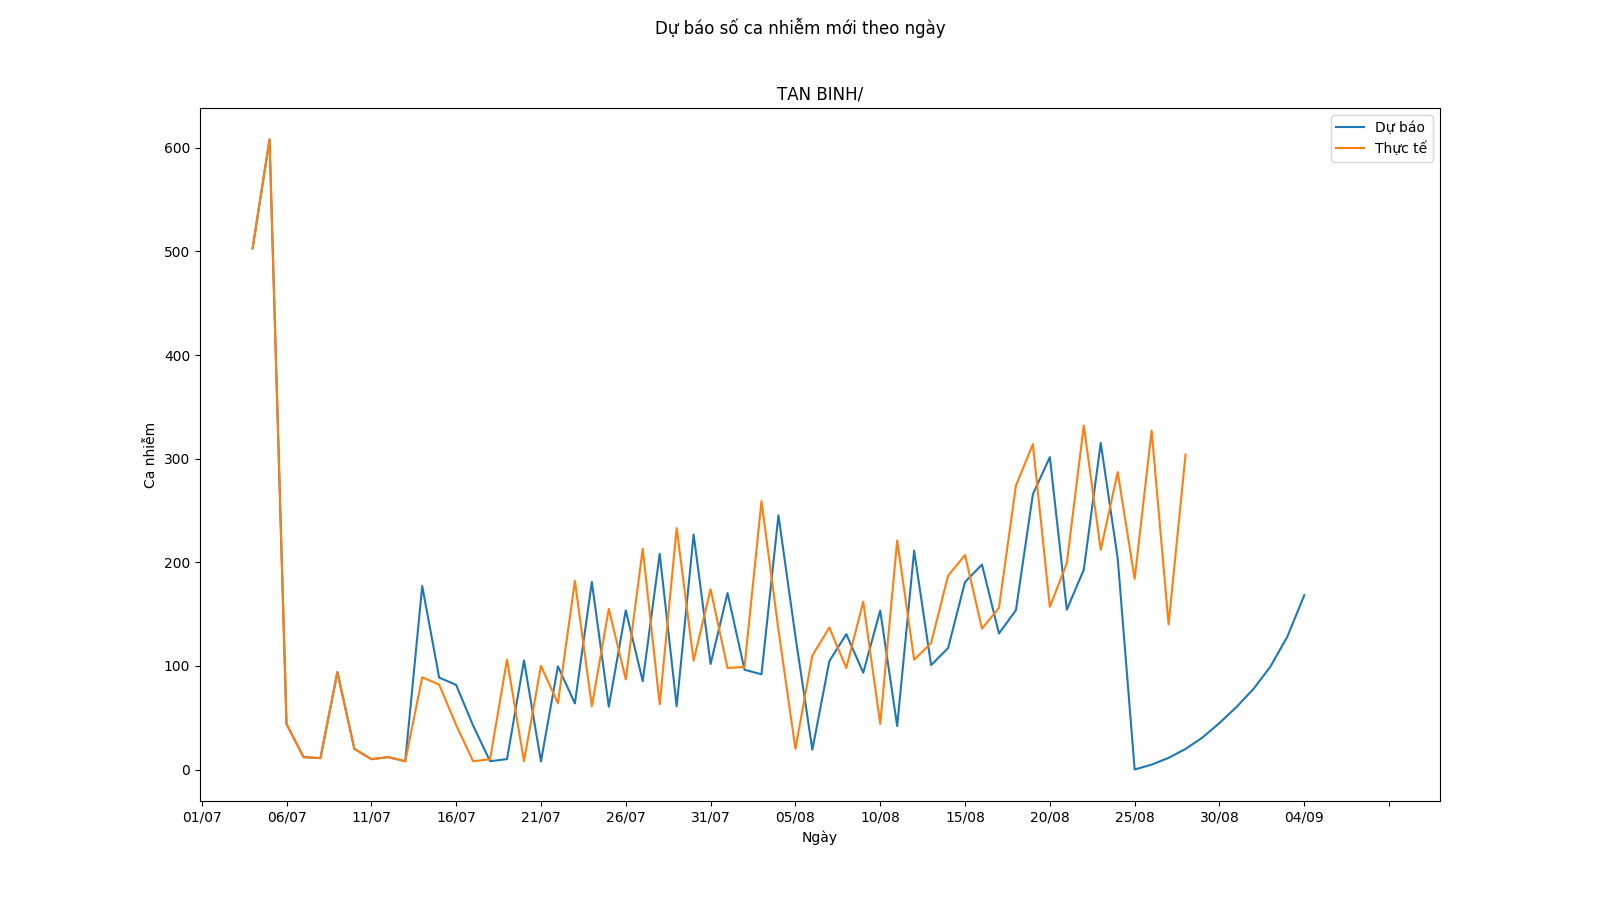 Dự báo số ca nhiễm mới theo ngày
TAN BINH/
Dự báo
Thực tế
600
500
400
300
200
100
0
Ca nhiễm
01/07 06/07 11/07 16/07 21/07 26/07 31/07 05/08 10/08 15/08 20/08 25/08 30/08 04/09
Ngày